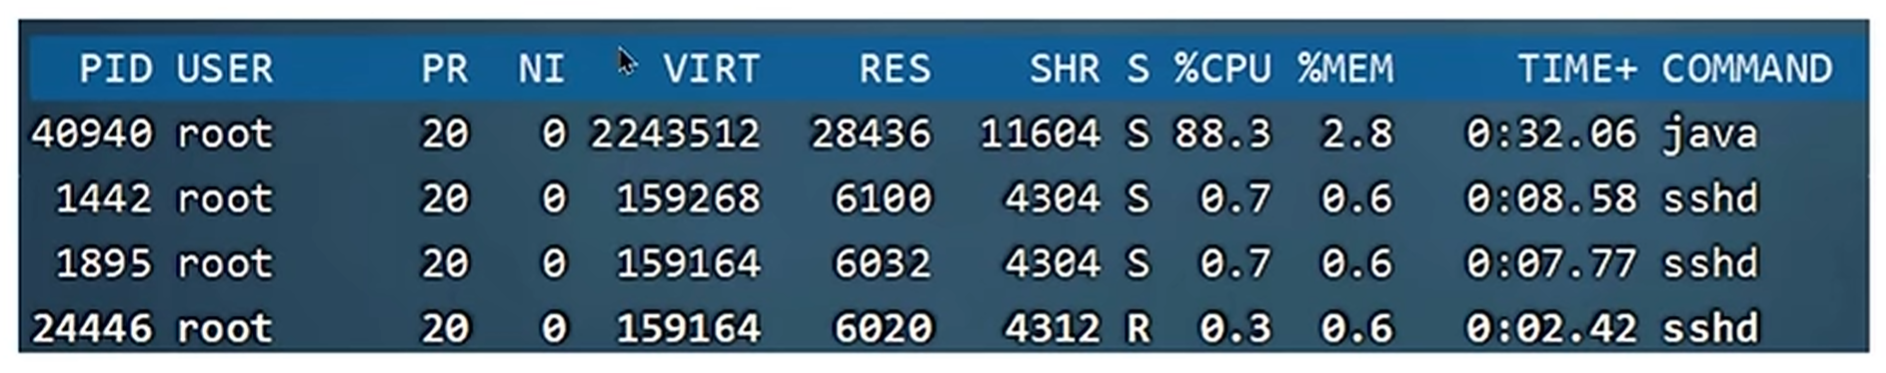 PID USER PR NI VIRT RES SHR S %CPU %MEM TIME+ COMMAND
40940 root 20 0 2243512 28436 11604 S 88.3 2.8 0:32.06 java
1442 root 20 0 159268 6100 4304 S 0.7 0.6 0:08.58 sshd
1895 root 20 0 159164 6032 4304 S 0.7 0.6 0:07.77 sshd
24446 root 20 0 159164 6020 4312 R 0.3 0.6 0:02.42 sshd